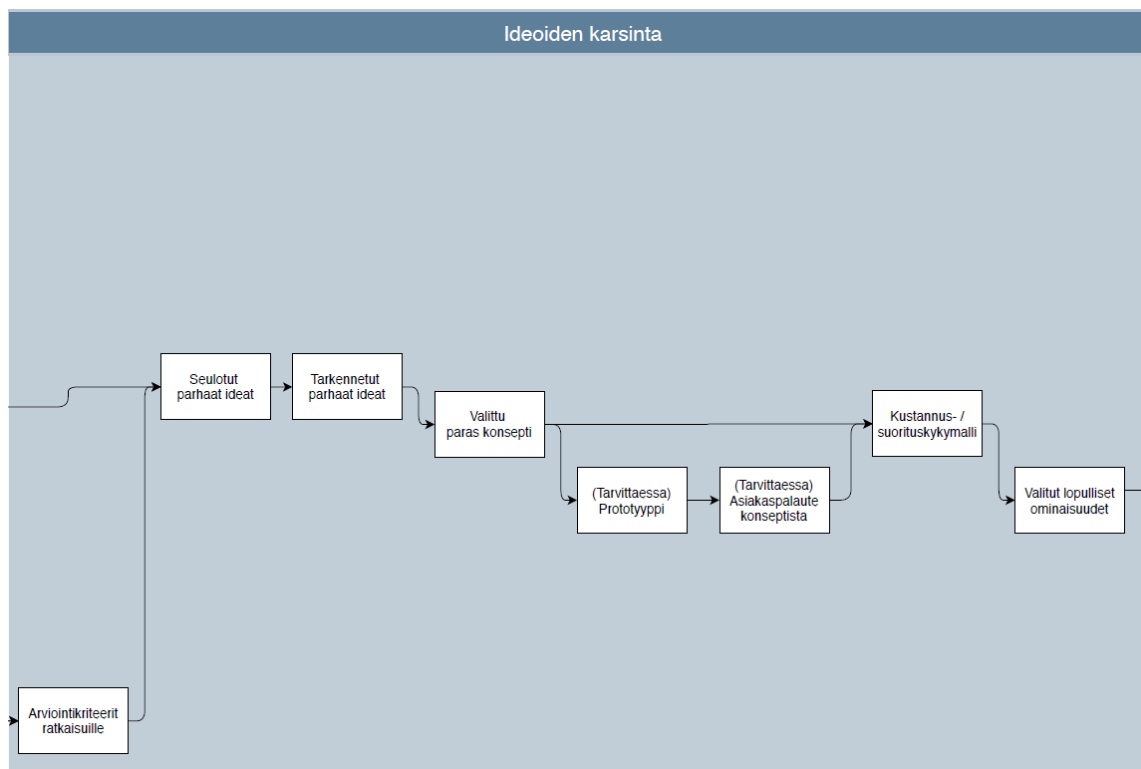 Ideoiden karsinta
Seulotut
parhaat ideat
Tarkennetut
parhaat ideat
Valittu
paras konsepti
Kustannus- /
suorituskykymalli
(Tarvittaessa)
Prototyyppi
(Tarvittaessa)
Asiakaspalaute
konseptista
Valitut lopulliset
ominaisuudet
Arviointikriteerit
ratkaisuille